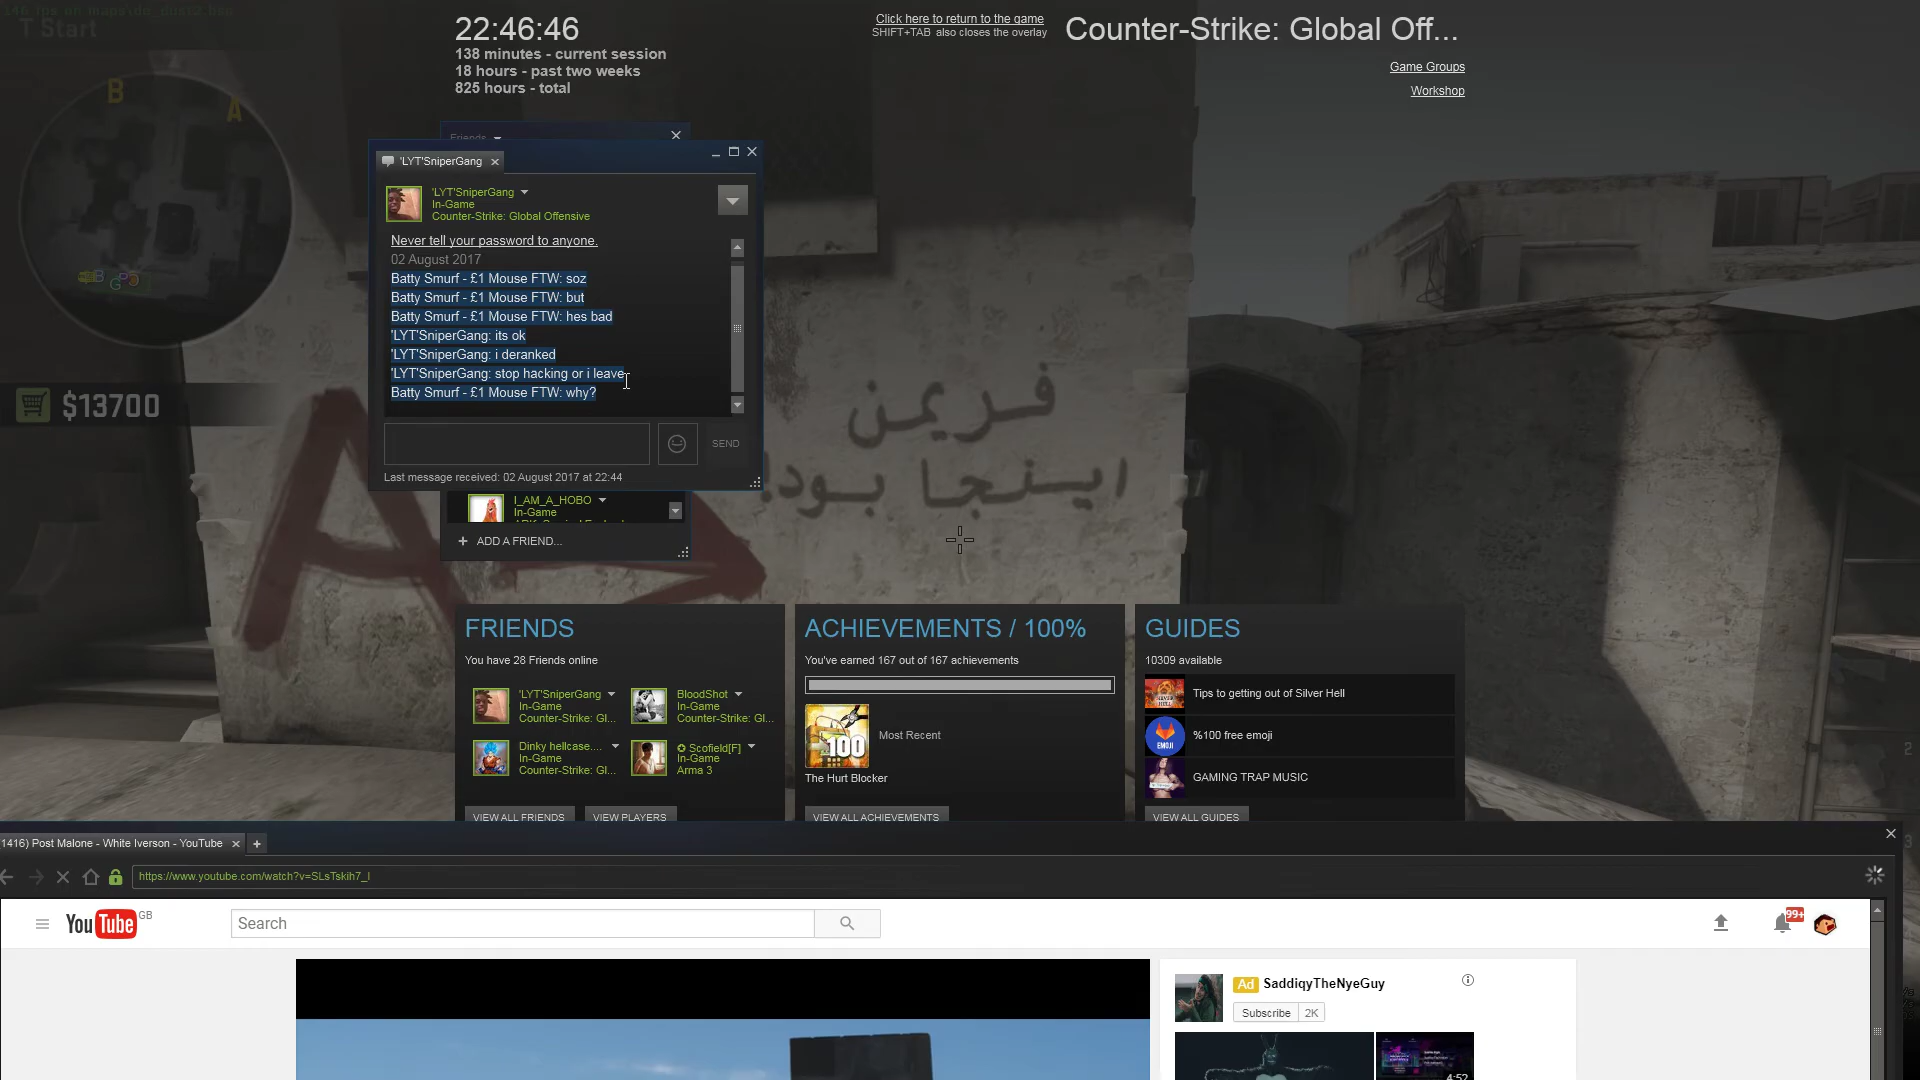 T Start
B
A
22:46:46
138 minutes - current session
18 hours - past two weeks
825 hours - total
Click here to return to the game
SHIFT+TAB also closes the overlay
Counter-Strike: Global Off...
Game Groups
Workshop
Friends
'LYT'SniperGang
'LYT'SniperGang
In-Game
Counter-Strike: Global Offensive
Never tell your password to anyone.
02 August 2017
Batty Smurf - £1 Mouse FTW: soz
Batty Smurf - £1 Mouse FTW: but
Batty Smurf - £1 Mouse FTW: hes bad
'LYT'SniperGang: its ok
'LYT'SniperGang: i deranked
'LYT'SniperGang: stop hacking or i leave
Batty Smurf - £1 Mouse FTW: why?
SEND
Last message received: 02 August 2017 at 22:44
$13700
فریمن
اینجا بود.
A
I_AM_A_HOBO
In-Game
+ ADD A FRIEND...
FRIENDS
You have 28 Friends online
'LYT'SniperGang
In-Game
Counter-Strike: Gl...
BloodShot
In-Game
Counter-Strike: Gl...
Dinky hellcase....
In-Game
Counter-Strike: Gl...
✪ Scofield[F]
In-Game
Arma 3
VIEW ALL FRIENDS
VIEW PLAYERS
ACHIEVEMENTS / 100%
You've earned 167 out of 167 achievements
100
Most Recent
The Hurt Blocker
VIEW ALL ACHIEVEMENTS
GUIDES
10309 available
Tips to getting out of Silver Hell
EMOJI
%100 free emoji
GAMING TRAP MUSIC
VIEW ALL GUIDES
1416) Post Malone - White Iverson - YouTube
https://www.youtube.com/watch?v=SLsTskih7_I
YouTube GB
Search
99+
Ad SaddiqyTheNyeGuy
Subscribe 2K
4:52